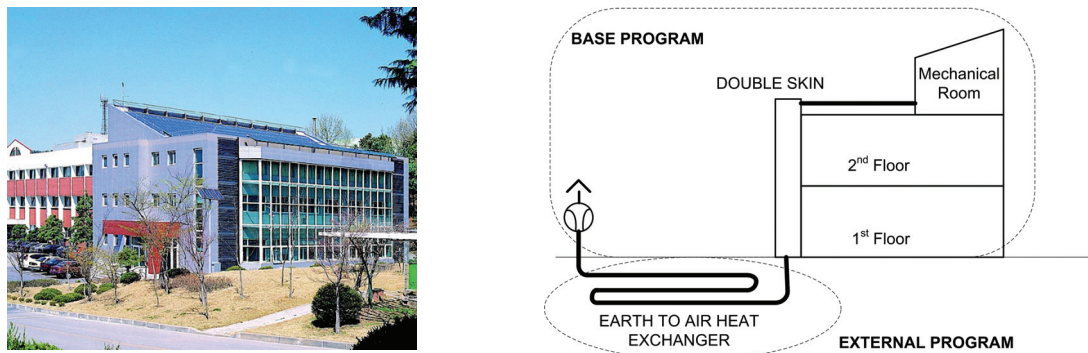 BASE PROGRAM
DOUBLE SKIN
Mechanical
Room
2nd Floor
1st Floor
EARTH TO AIR HEAT
EXCHANGER
EXTERNAL PROGRAM